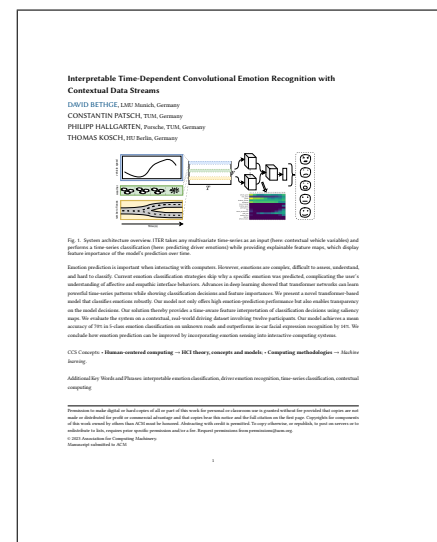 Interpretable Time-Dependent Convolutional Emotion Recognition with
Contextual Data Streams
DAVID BETHGE, LMU Munich, Germany
CONSTANTIN PATSCH, TUM, Germany
PHILIPP HALLGARTEN, Porsche, TUM, Germany
THOMAS KOSCH, HU Berlin, Germany
Fig. 1. System architecture overview. ITER takes any multivariate time-series as an input (here: contextual vehicle variables) and
performs a time-series classification (here: predicting driver emotions) while providing explainable feature maps, which display
feature importance of the model's prediction over time.
Emotion prediction is important when interacting with computers. However, emotions are complex, difficult to assess, understand,
and hard to classify. Current emotion classification strategies skip why a specific emotion was predicted, complicating the user's
understanding of affective and empathic interface behaviors. Advances in deep learning showed that transformer networks can learn
powerful time-series patterns while showing classification decisions and feature importances. We present a novel transformer-based
model that classifies emotions robustly. Our model not only offers high emotion-prediction performance but also enables transparency
on the model decisions. Our solution thereby provides a time-aware feature interpretation of classification decisions using saliency
maps. We evaluate the system on a contextual, real-world driving dataset involving twelve participants. Our model achieves a mean
accuracy of 70% in 5-class emotion classification on unknown roads and outperforms in-car facial expression recognition by 14%. We
conclude how emotion prediction can be improved by incorporating emotion sensing into interactive computing systems.
CCS Concepts: • Human-centered computing → HCI theory, concepts and models; • Computing methodologies → Machine
learning.
Additional Key Words and Phrases: interpretable emotion classification, driver emotion recognition, time-series classification, contextual
computing
Permission to make digital or hard copies of all or part of this work for personal or classroom use is granted without fee provided that copies are not
made or distributed for profit or commercial advantage and that copies bear this notice and the full citation on the first page. Copyrights for components
of this work owned by others than ACM must be honored. Abstracting with credit is permitted. To copy otherwise, or republish, to post on servers or to
redistribute to lists, requires prior specific permission and/or a fee. Request permissions from permissions@acm.org.
© 2023 Association for Computing Machinery.
Manuscript submitted to ACM
1